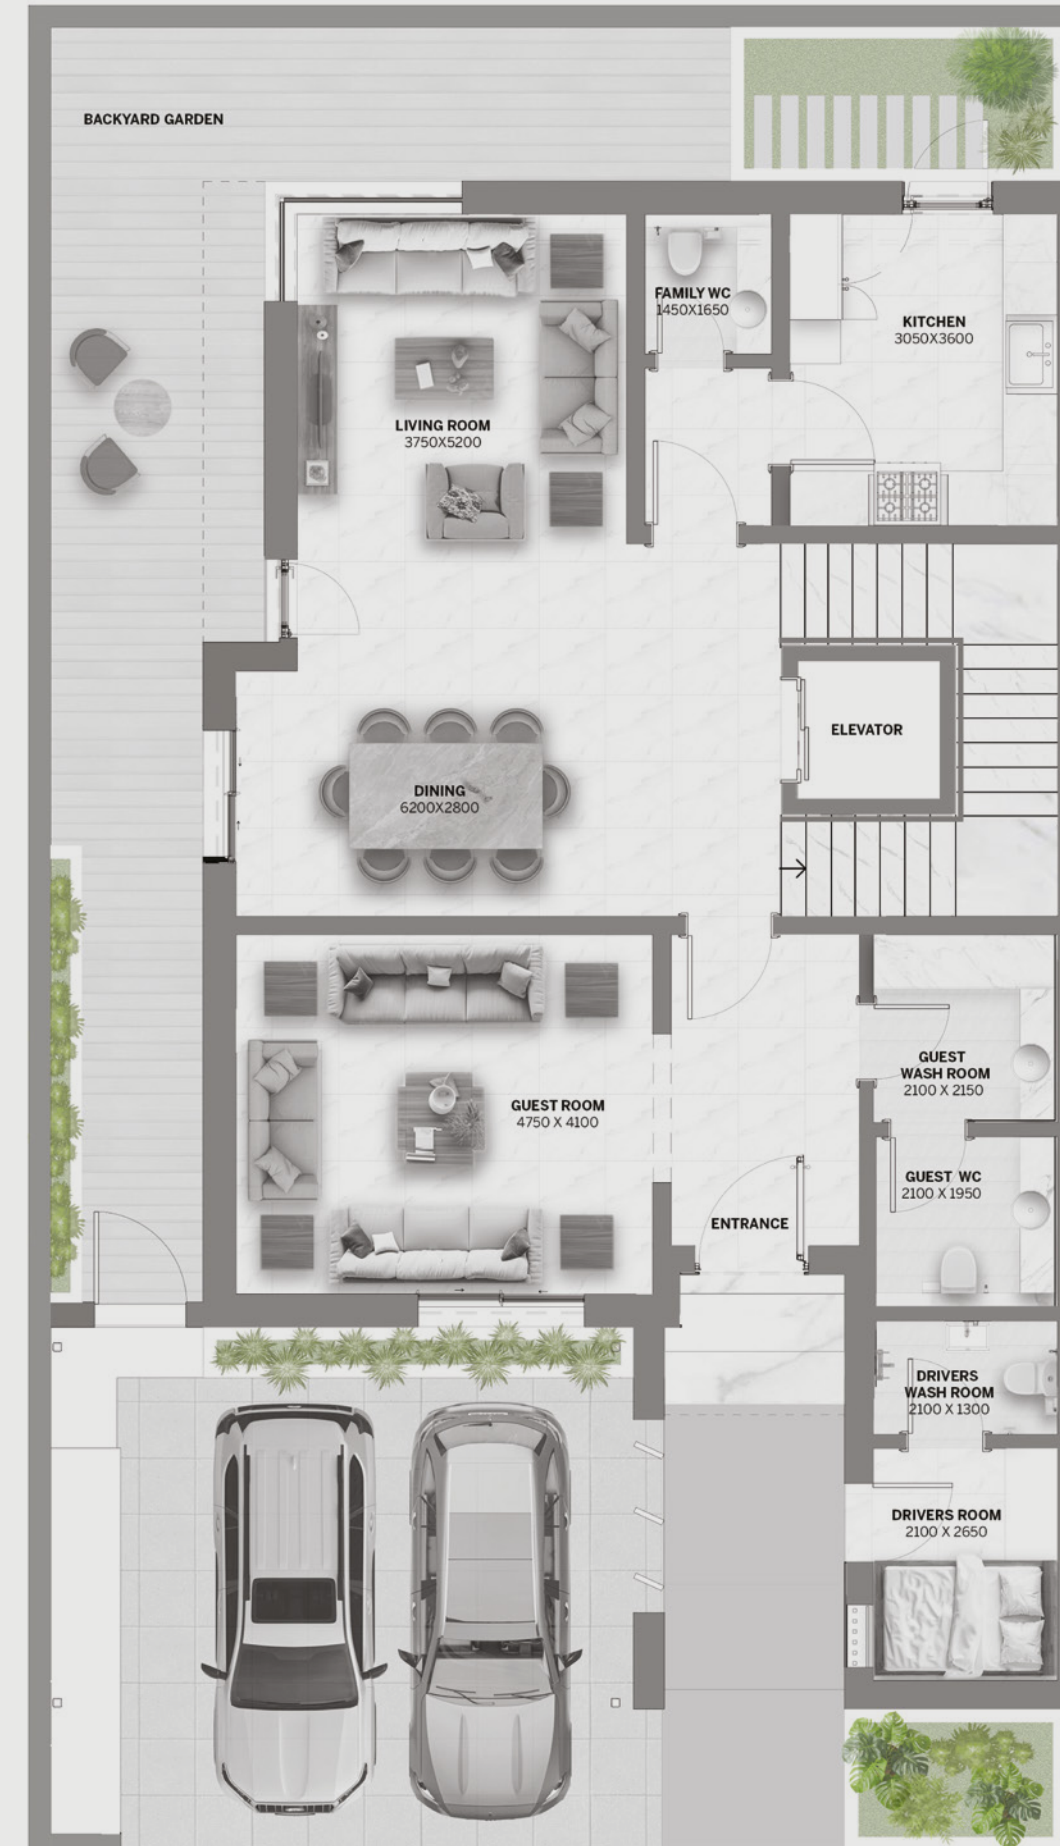 BACKYARD GARDEN
FAMILY WC
1450X1650
KITCHEN
3050X3600
LIVING ROOM
3750X5200
ELEVATOR
DINING
6200X2800
GUEST
WASH ROOM
2100 X 2150
GUEST ROOM
4750 X 4100
GUEST WC
2100 X 1950
ENTRANCE
DRIVERS
WASH ROOM
2100 X 1300
DRIVERS ROOM
2100 X 2650